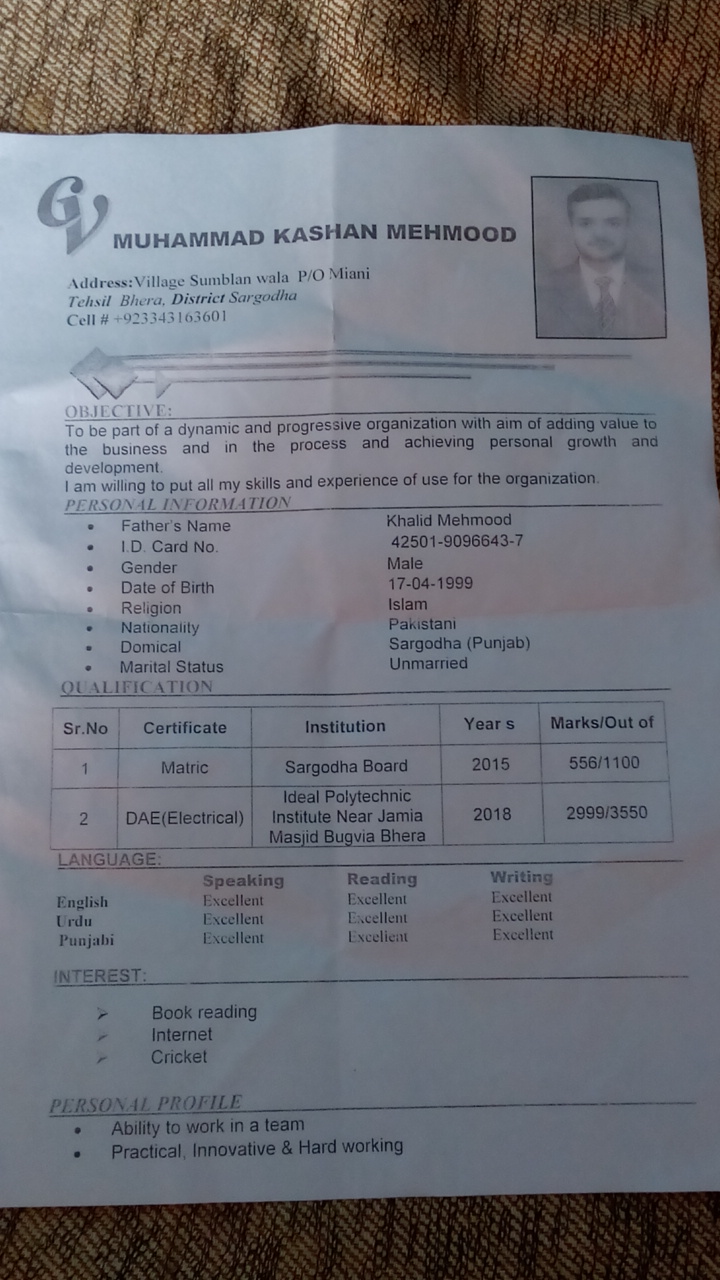 CV
MUHAMMAD KASHAN MEHMOOD
Address:Village Sumblan wala P/O Miani
Tehsil Bhera, District Sargodha
Cell # +923343163601
OBJECTIVE:
To be part of a dynamic and progressive organization with aim of adding value to
the business and in the process and achieving personal growth and
development.
I am willing to put all my skills and experience of use for the organization.
PERSONAL INFORMATION
• Father's Name Khalid Mehmood
• I.D. Card No. 42501-9096643-7
• Gender Male
• Date of Birth 17-04-1999
• Religion Islam
• Nationality Pakistani
• Domical Sargodha (Punjab)
• Marital Status Unmarried
QUALIFICATION
Sr.No Certificate Institution Year s Marks/Out of
1 Matric Sargodha Board 2015 556/1100
2 DAE(Electrical) Ideal Polytechnic
Institute Near Jamia
Masjid Bugvia Bhera 2018 2999/3550
LANGUAGE:
Speaking Reading Writing
English Excellent Excellent Excellent
Urdu Excellent Excellent Excellent
Punjabi Excellent Excellent Excellent
INTEREST:
➢ Book reading
➢ Internet
➢ Cricket
PERSONAL PROFILE
• Ability to work in a team
• Practical, Innovative & Hard working